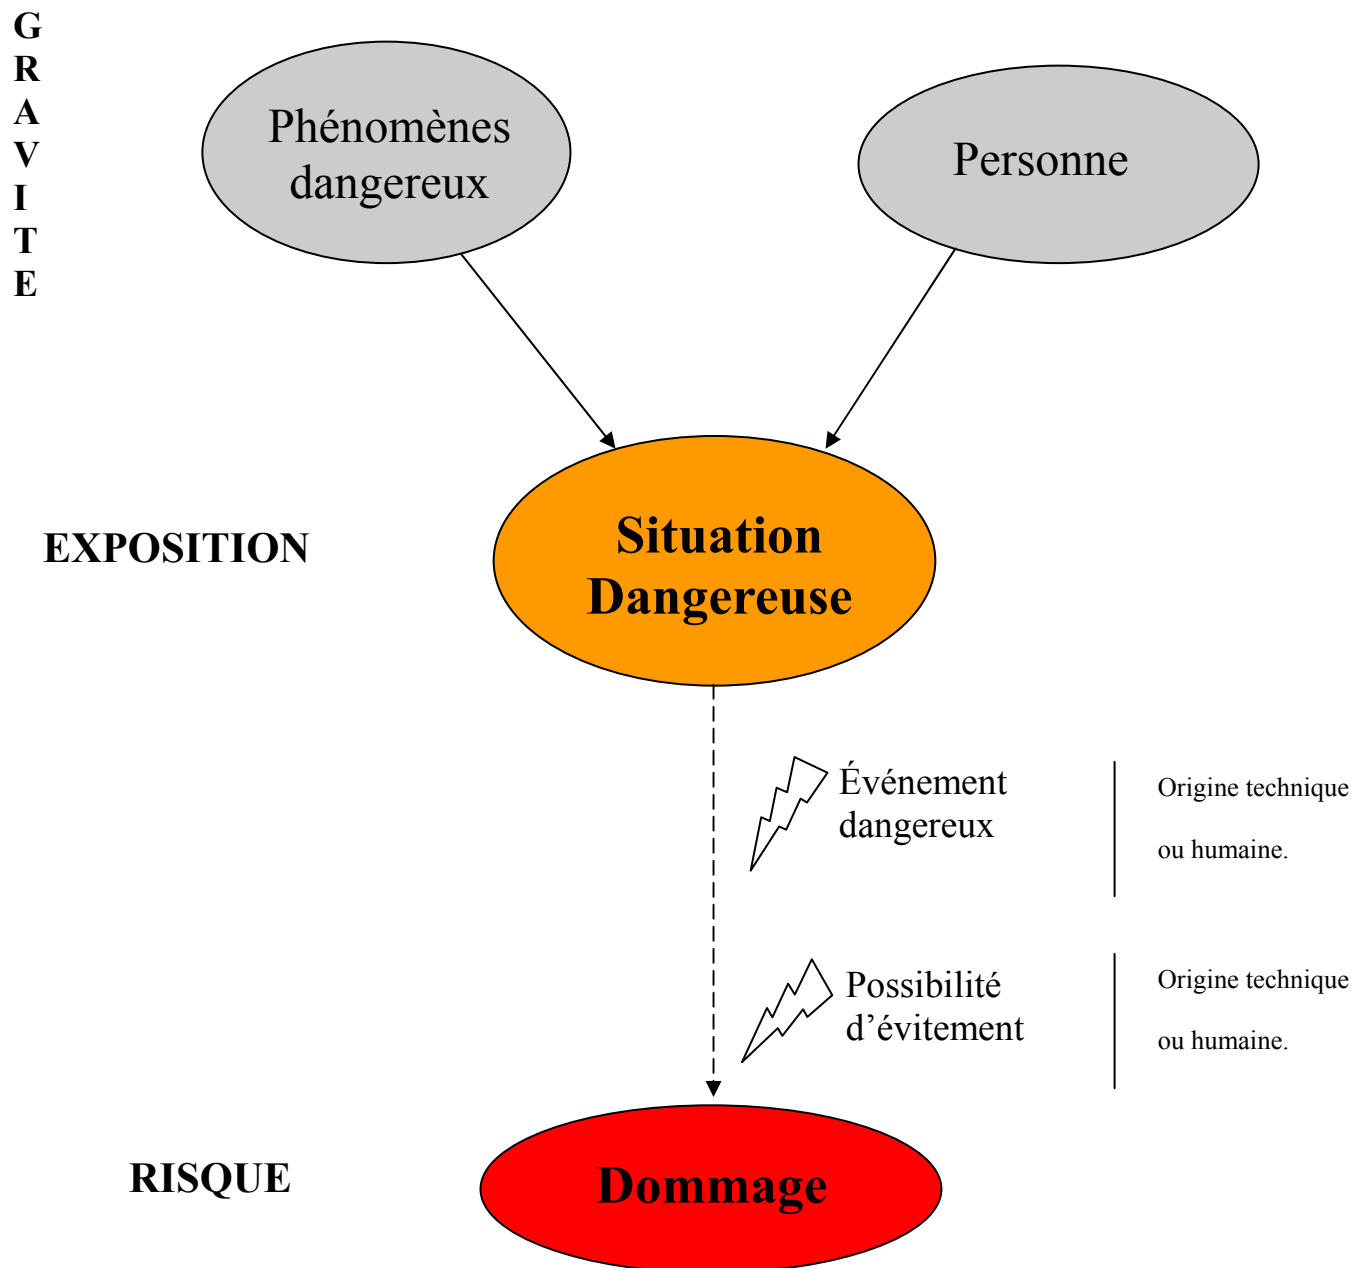 G
R
A
V
I
T
E
Phénomènes
dangereux
Personne
EXPOSITION
Situation
Dangereuse
Événement
dangereux
Origine technique
ou humaine.
Possibilité
d’évitement
Origine technique
ou humaine.
RISQUE
Dommage